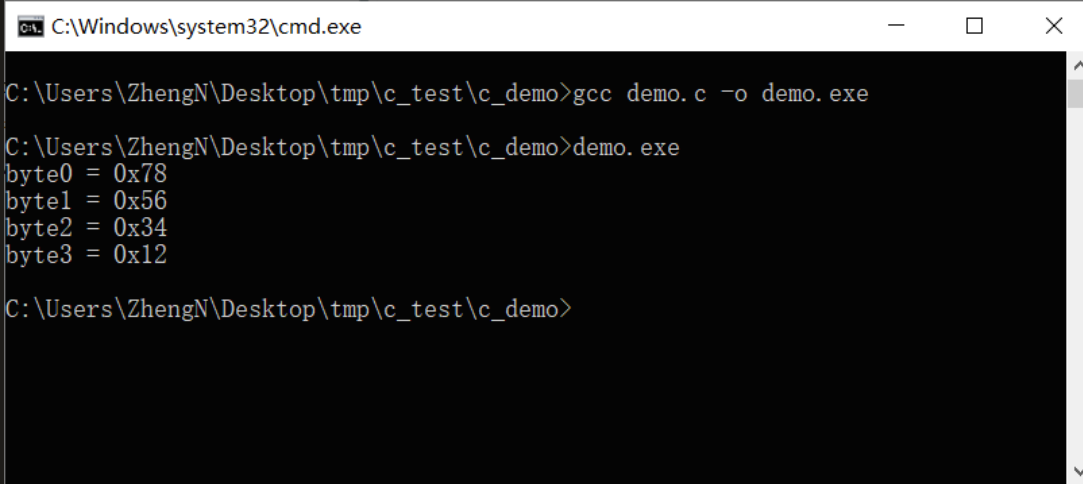 C:\Windows\system32\cmd.exe
C:\Users\ZhengN\Desktop\tmp\c_test\c_demo>gcc demo.c -o demo.exe
C:\Users\ZhengN\Desktop\tmp\c_test\c_demo>demo.exe
byte0 = 0x78
byte1 = 0x56
byte2 = 0x34
byte3 = 0x12
C:\Users\ZhengN\Desktop\tmp\c_test\c_demo>